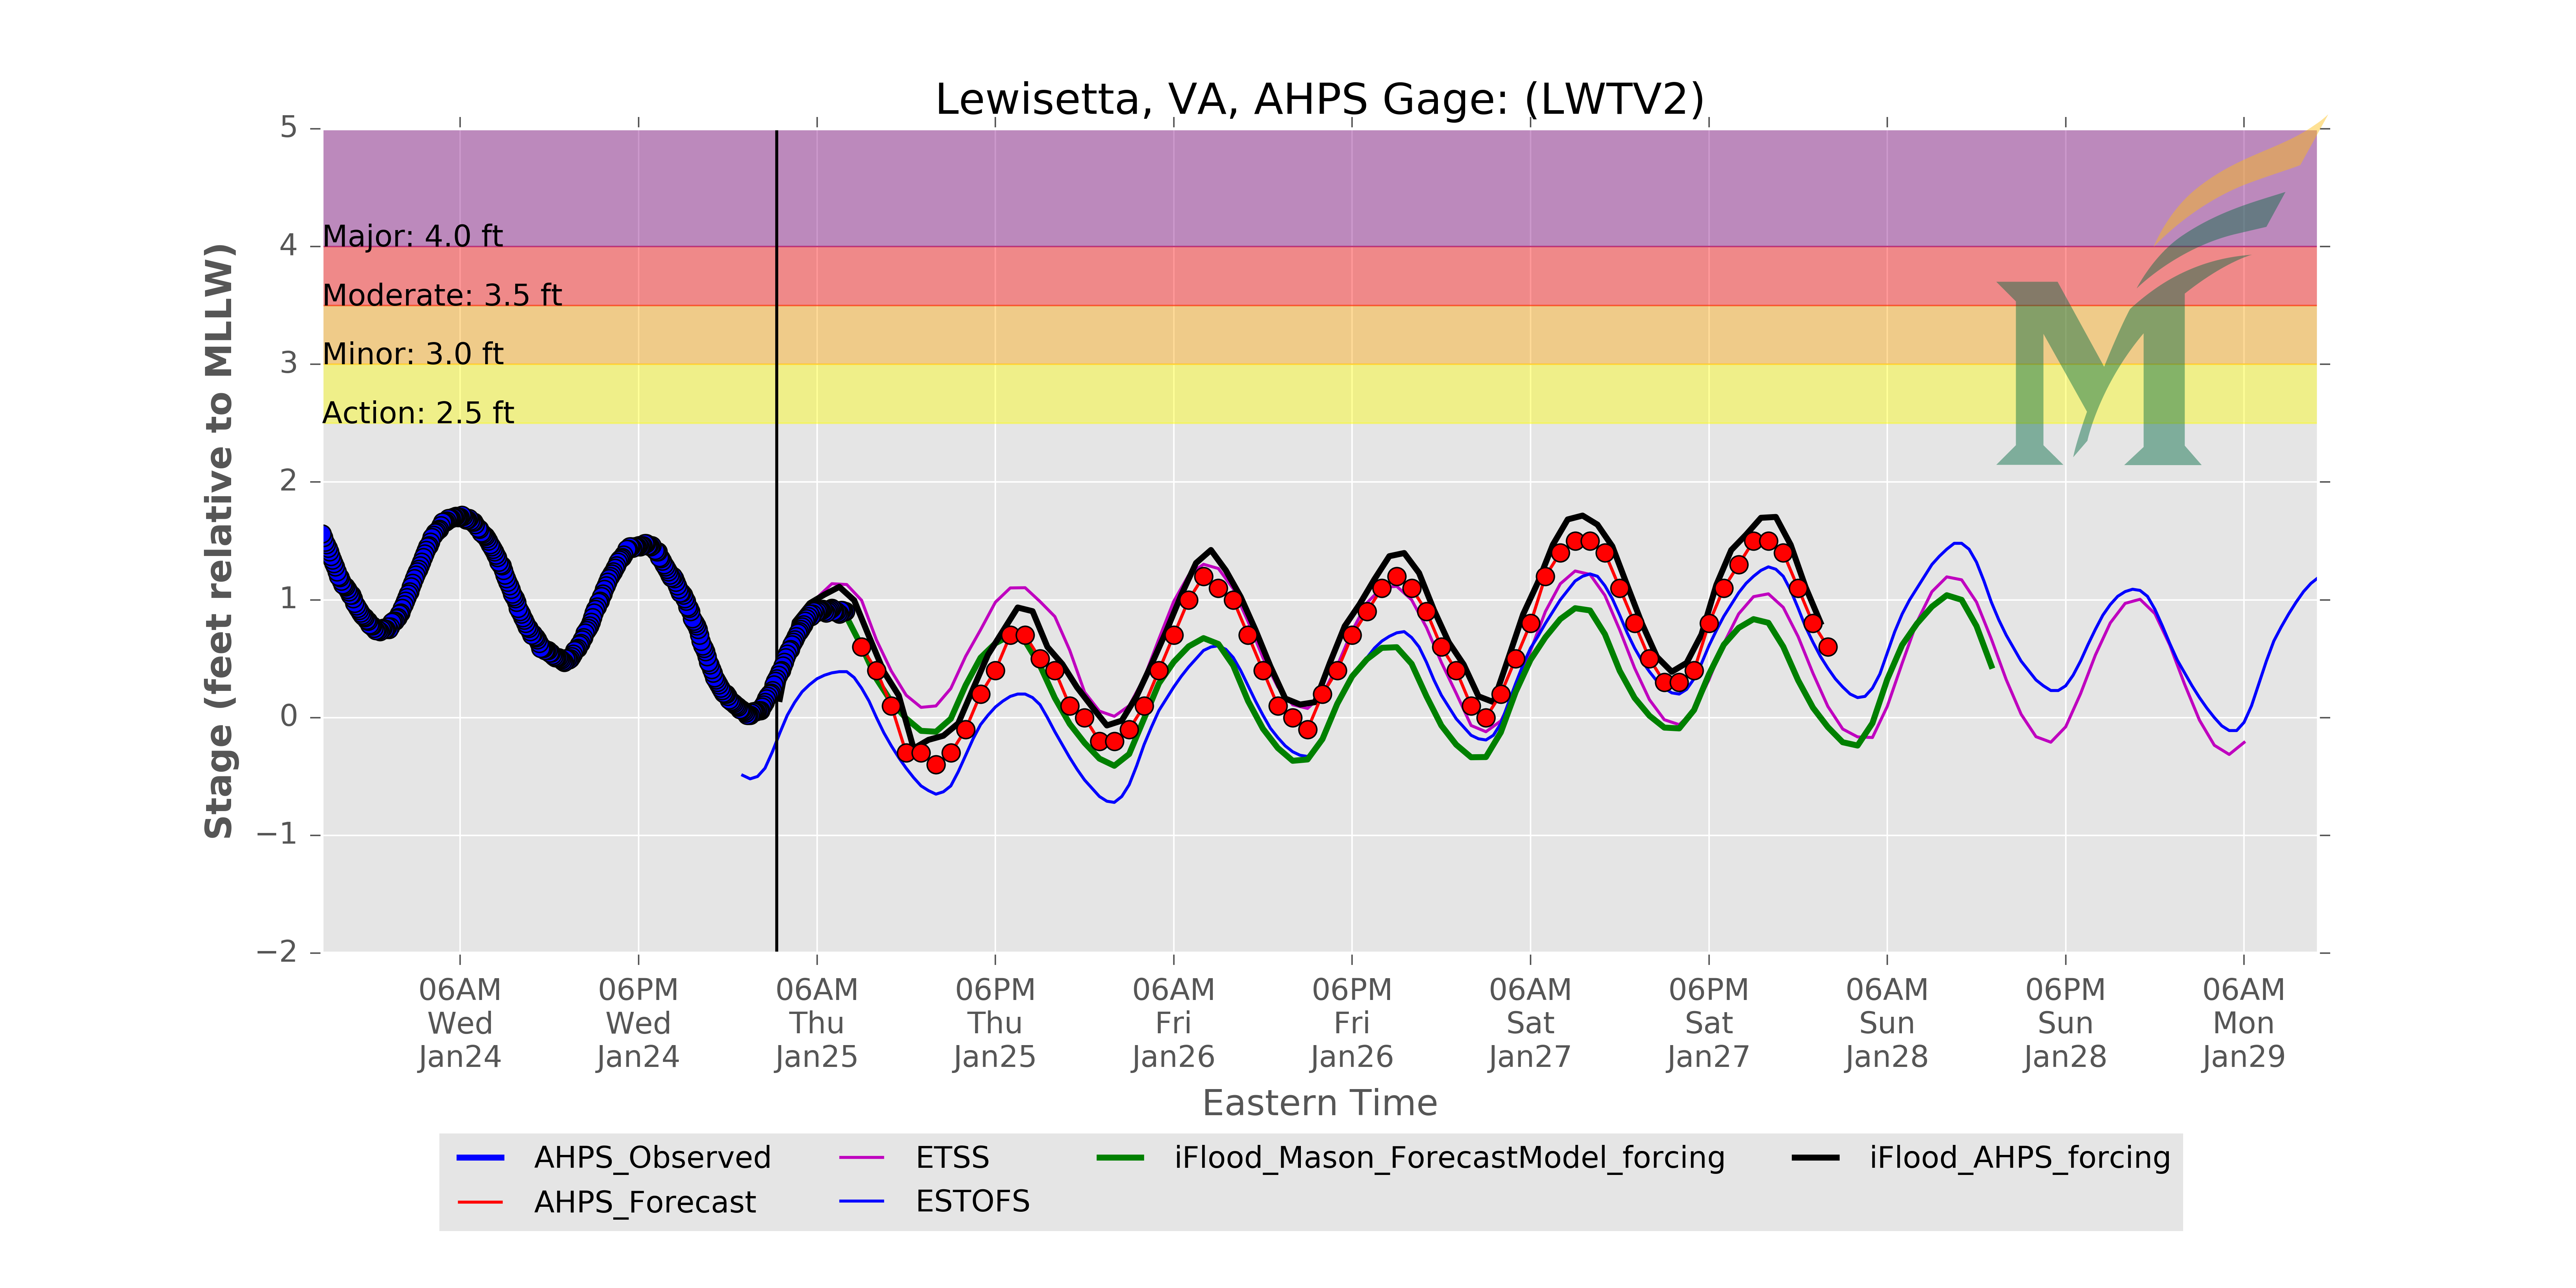 Lewisetta, VA, AHPS Gage: (LWTV2)
Stage (feet relative to MLLW)
5
4
3
2
1
0
−1
−2
Major: 4.0 ft
Moderate: 3.5 ft
Minor: 3.0 ft
Action: 2.5 ft
M
06AM 06PM 06AM 06PM 06AM 06PM 06AM 06PM 06AM 06PM 06AM
Wed Wed Thu Thu Fri Fri Sat Sat Sun Sun Mon
Jan24 Jan24 Jan25 Jan25 Jan26 Jan26 Jan27 Jan27 Jan28 Jan28 Jan29
Eastern Time
AHPS_Observed ETSS iFlood_Mason_ForecastModel_forcing iFlood_AHPS_forcing
AHPS_Forecast ESTOFS